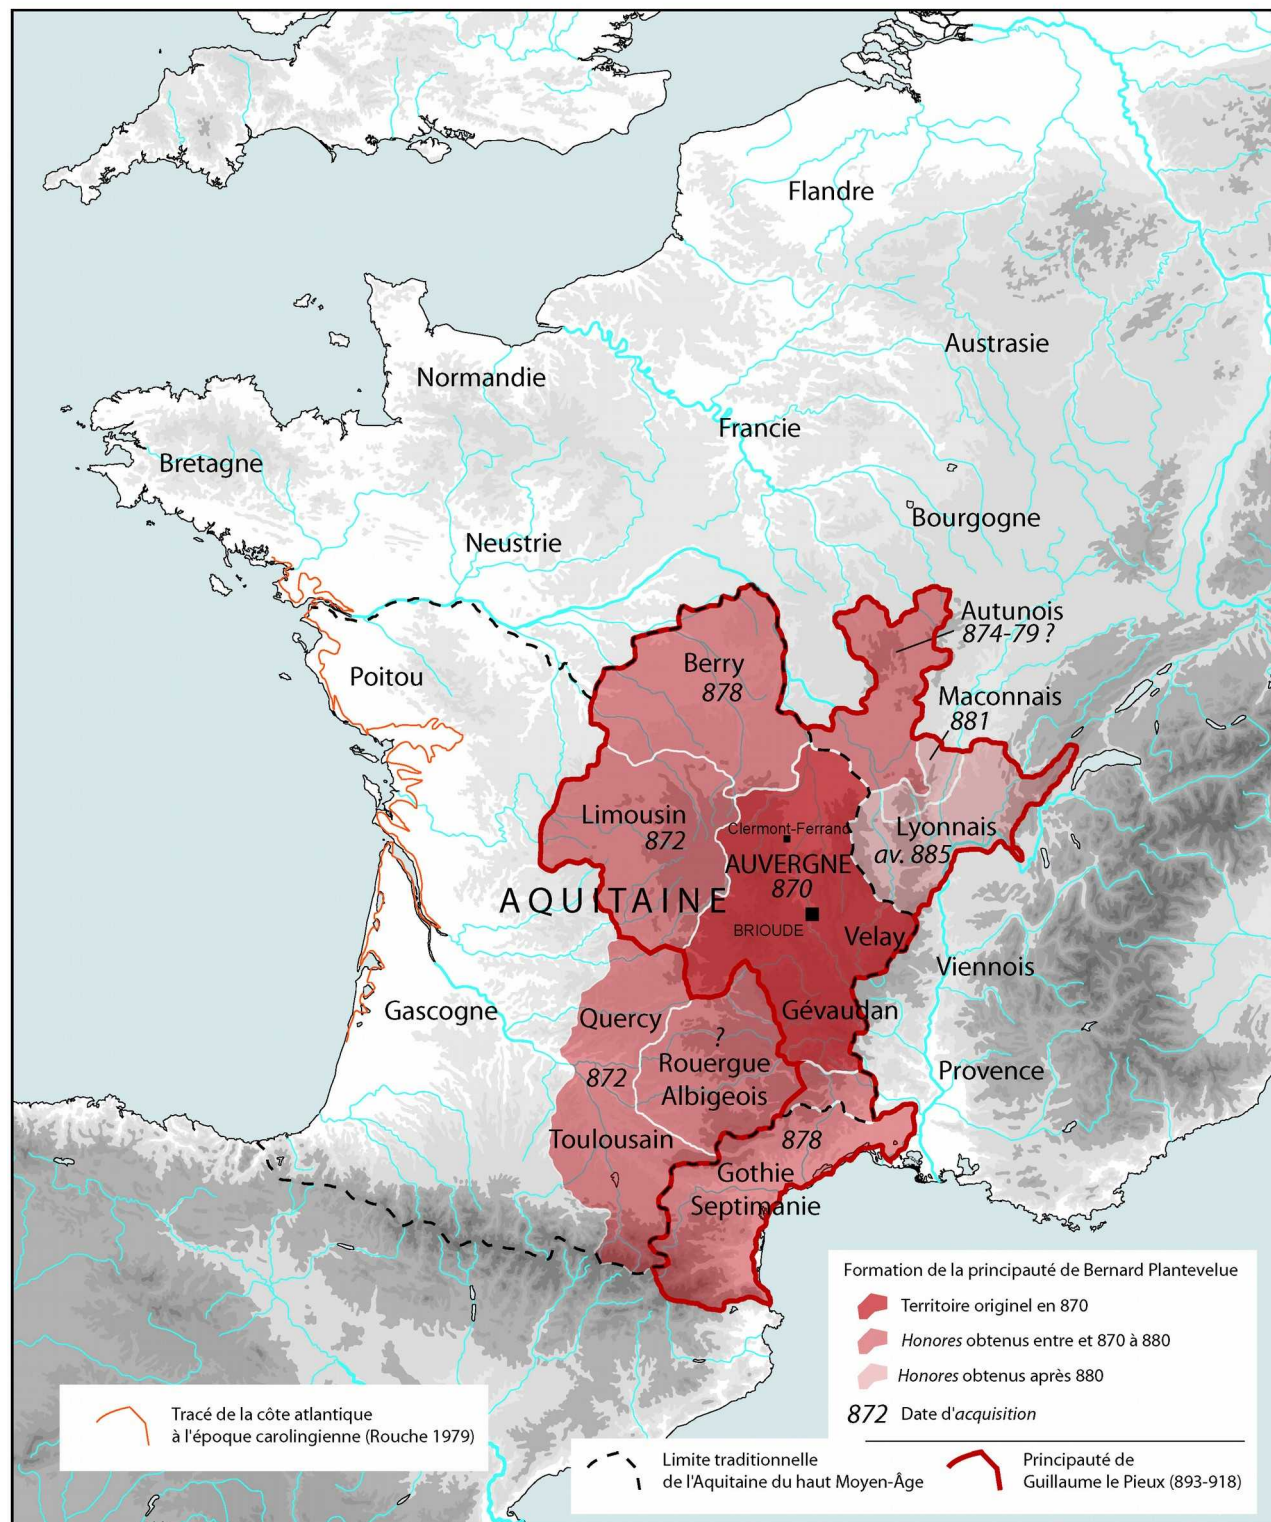 Flandre
Austrasie
Normandie
Francie
Bretagne
Bourgogne
Neustrie
Autunois
874-79 ?
Berry
878
Poitou
Maconnais
881
Limousin
872
Clermont-Ferrand
Lyonnais
av. 885
AUVERGNE
870
AQUITAINE
BRIOUDE
Velay
Viennois
Gascogne
Quercy
Gévaudan
?
Rouergue
Albigeois
872
Provence
Toulousain
878
Gothie
Septimanie
Formation de la principauté de Bernard Plantevelue
Territoire originel en 870
Honores obtenus entre et 870 à 880
Honores obtenus après 880
872 Date d'acquisition
Tracé de la côte atlantique
à l'époque carolingienne (Rouche 1979)
Limite traditionnelle
de l'Aquitaine du haut Moyen-Âge
Principauté de
Guillaume le Pieux (893-918)